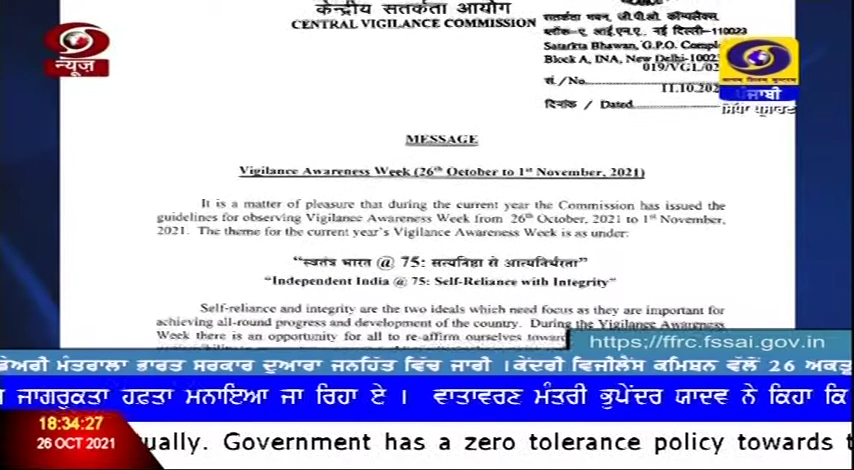 केन्द्रीय सतर्कता आयोग
CENTRAL VIGILANCE COMMISSION
सतर्कता भवन, जी.पी.ओ. कॉम्पलैक्स,
ब्लॉक-ए, आई.एन.ए., नई दिल्ली-110023
Satarkta Bhawan, G.P.O. Compl
Block A, INA, New Delhi-1002
019/VGL/02
सं./No.
11.10.202
दिनांक / Dated
न्यूज़
ਪੰਜਾਬੀ
ਸਿੱਧਾ ਪ੍ਰਸਾਰਣ
MESSAGE
Vigilance Awareness Week (26th October to 1st November, 2021)
It is a matter of pleasure that during the current year the Commission has issued the
guidelines for observing Vigilance Awareness Week from 26th October, 2021 to 1st November,
2021. The theme for the current year's Vigilance Awareness Week is as under:
“स्वतंत्र भारत @ 75: सत्यनिष्ठा से आत्मनिर्भरता”
“Independent India @ 75: Self-Reliance with Integrity”
Self-reliance and integrity are the two ideals which need focus as they are important for
achieving all-round progress and development of the country. During the Vigilance Awareness
Week there is an opportunity for all to re-affirm ourselves toward
https://ffrc.fssai.gov.in
ਡੇਅਰੀ ਮੰਤਰਾਲਾ ਭਾਰਤ ਸਰਕਾਰ ਦੁਆਰਾ ਜਨਹਿੱਤ ਵਿੱਚ ਜਾਰੀ ।ਕੇਂਦਰੀ ਵਿਜੀਲੈਂਸ ਕਮਿਸ਼ਨ ਵੱਲੋਂ 26 ਅਕਤੂ
ਜਾਗਰੁਕਤਾ ਹਫ਼ਤਾ ਮਨਾਇਆ ਜਾ ਰਿਹਾ ਏ । ਵਾਤਾਵਰਣ ਮੰਤਰੀ ਭੁਪੇਂਦਰ ਯਾਦਵ ਨੇ ਕਿਹਾ ਕਿ
18:34:27
26 OCT 2021
ually. Government has a zero tolerance policy towards t